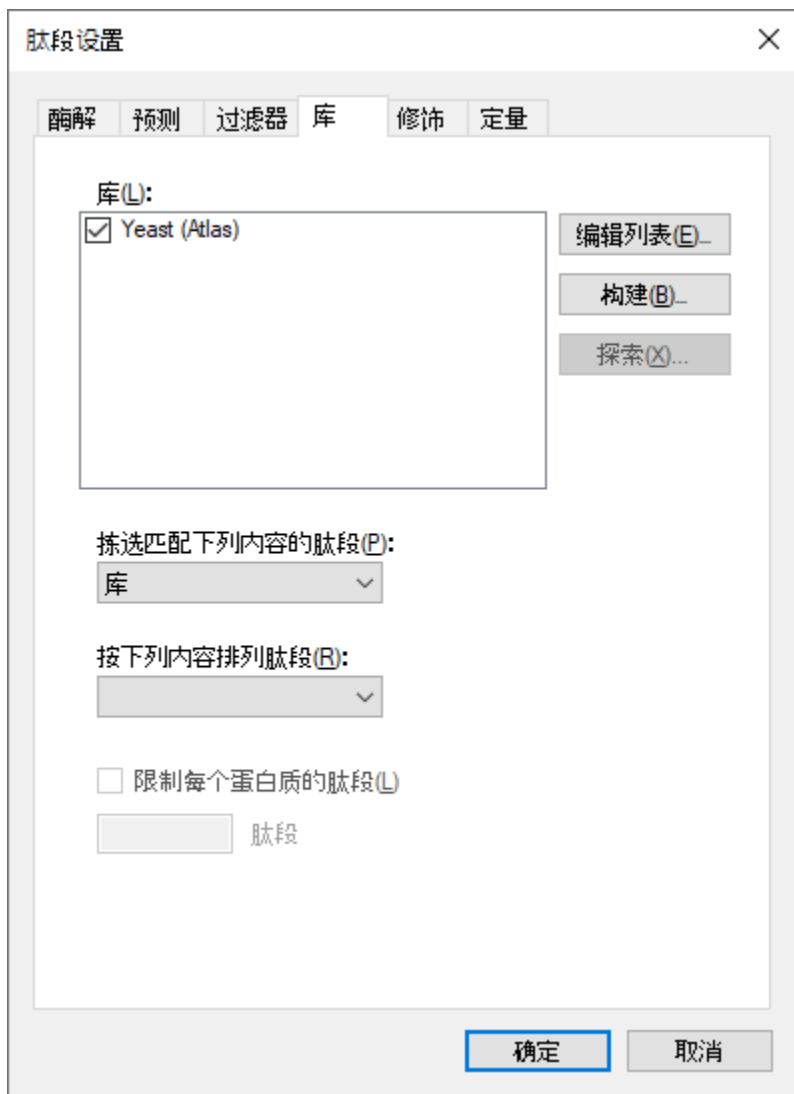 肽段设置
酶解 预测 过滤器 库 修饰 定量
库(L):
Yeast (Atlas)
编辑列表(E)...
构建(B)...
探索(X)...
拣选匹配下列内容的肽段(P):
库
按下列内容排列肽段(R):
限制每个蛋白质的肽段(L)
肽段
确定 取消